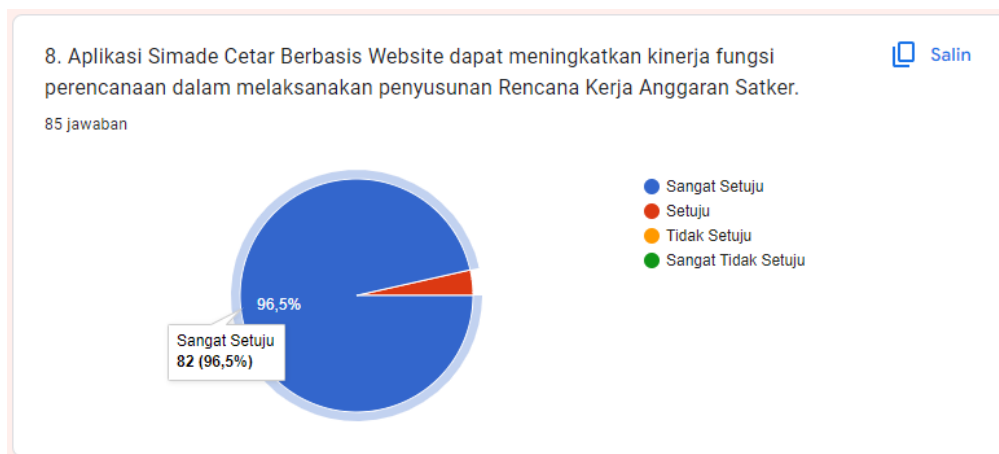 8. Aplikasi Simade Cetar Berbasis Website dapat meningkatkan kinerja fungsi
perencanaan dalam melaksanakan penyusunan Rencana Kerja Anggaran Satker.
Salin
85 jawaban
Sangat Setuju
Setuju
Tidak Setuju
Sangat Tidak Setuju
96,5%
Sangat Setuju
82 (96,5%)